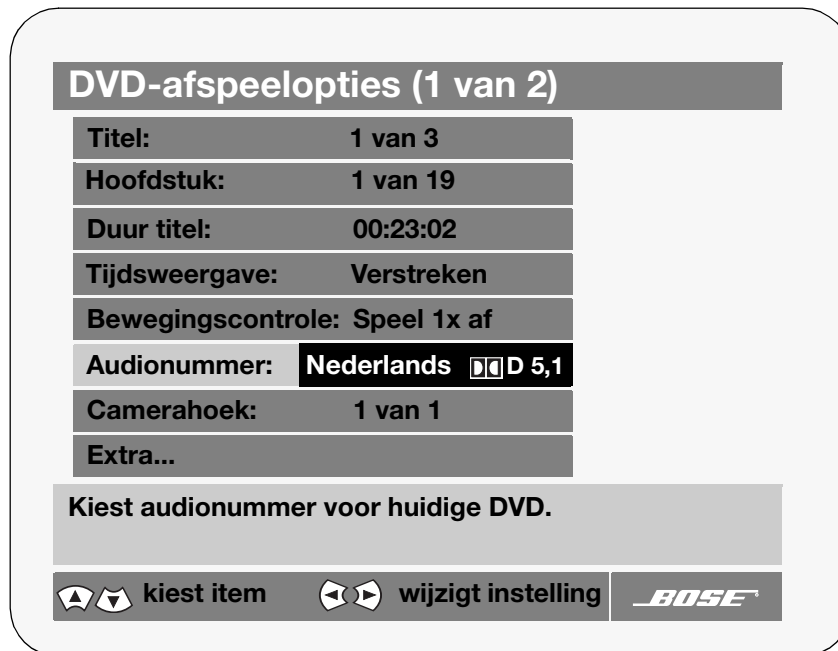 DVD-afspeelopties (1 van 2)
Titel: 1 van 3
Hoofdstuk: 1 van 19
Duur titel: 00:23:02
Tijdsweergave: Verstreken
Bewegingscontrole: Speel 1x af
Audionummer: Nederlands D 5,1
Camerahoek: 1 van 1
Extra...
Kiest audionummer voor huidige DVD.
kiest item wijzigt instelling BOSE